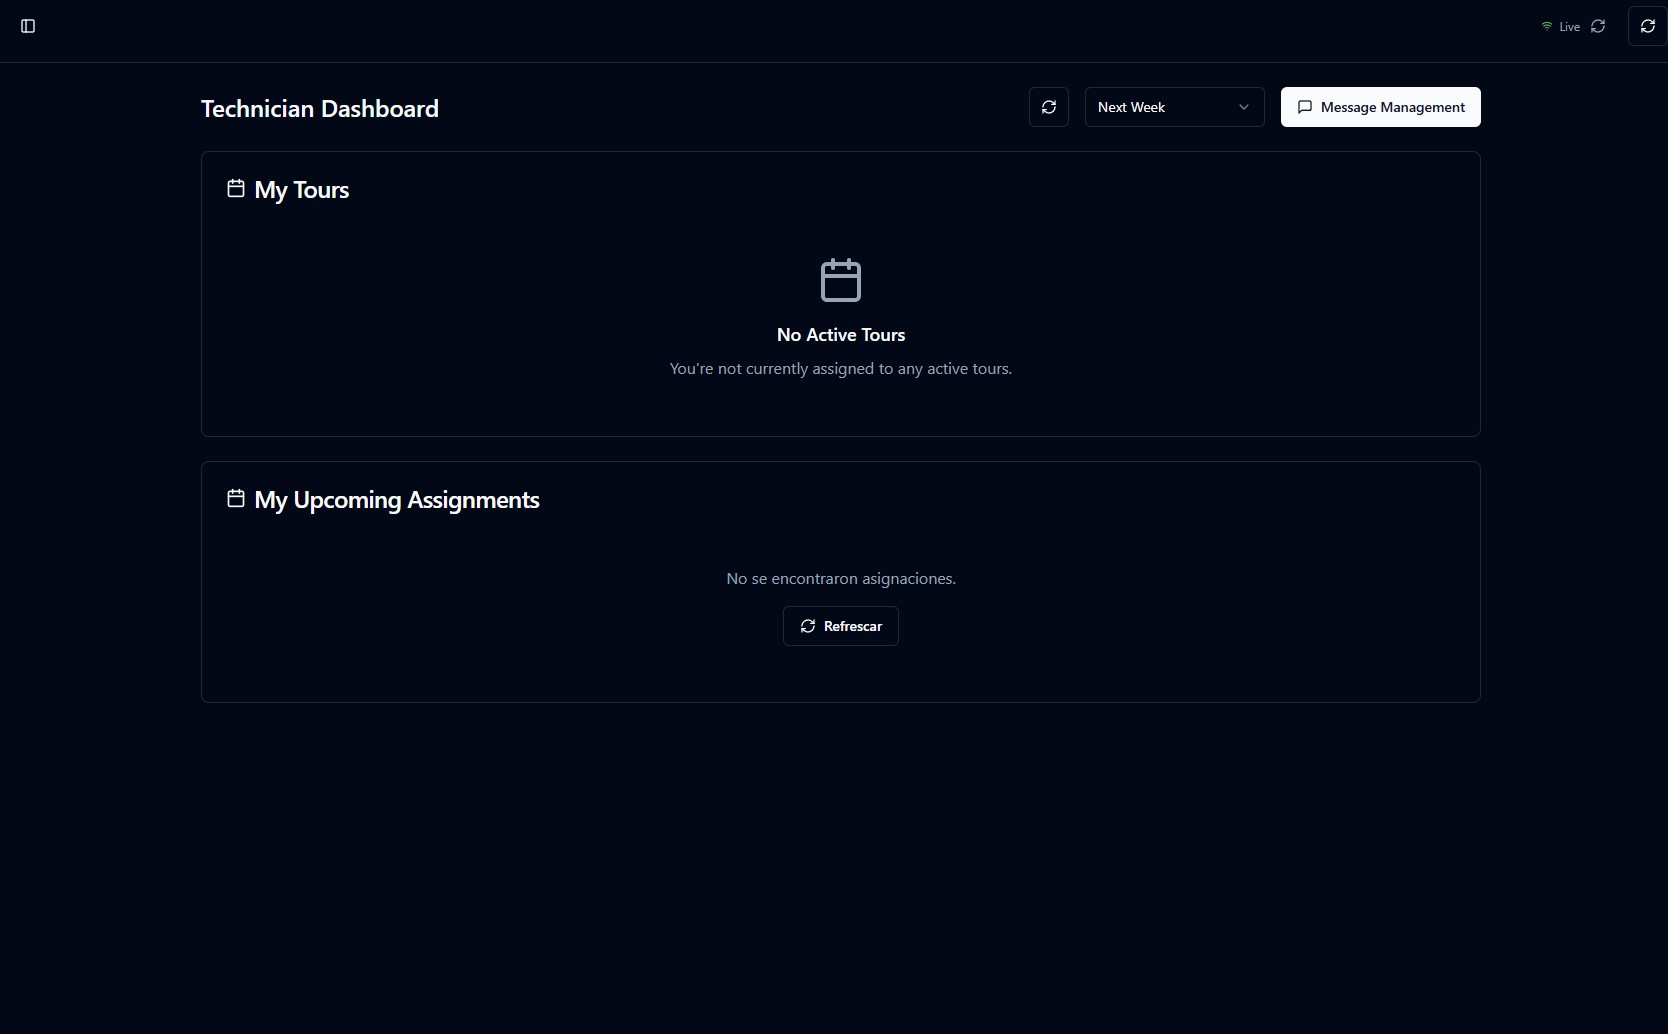 Live
Technician Dashboard
Next Week
Message Management
My Tours
No Active Tours
You're not currently assigned to any active tours.
My Upcoming Assignments
No se encontraron asignaciones.
Refrescar